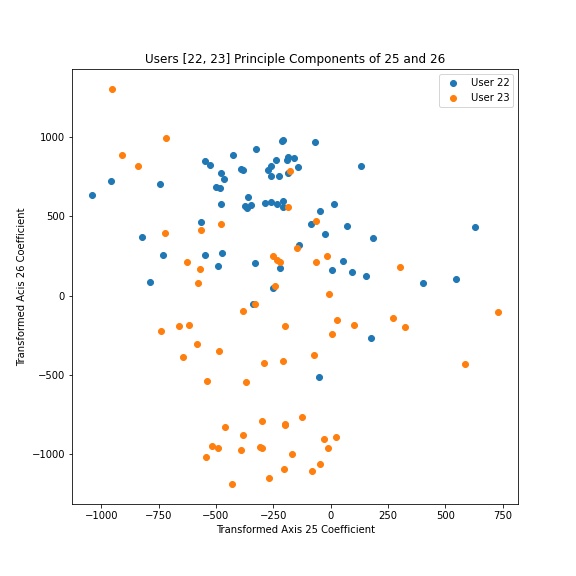 Users [22, 23] Principle Components of 25 and 26
User 22
User 23
Transformed Acis 26 Coefficient
1000
500
0
−500
−1000
−1000
−750
−500
−250
0
250
500
750
Transformed Axis 25 Coefficient